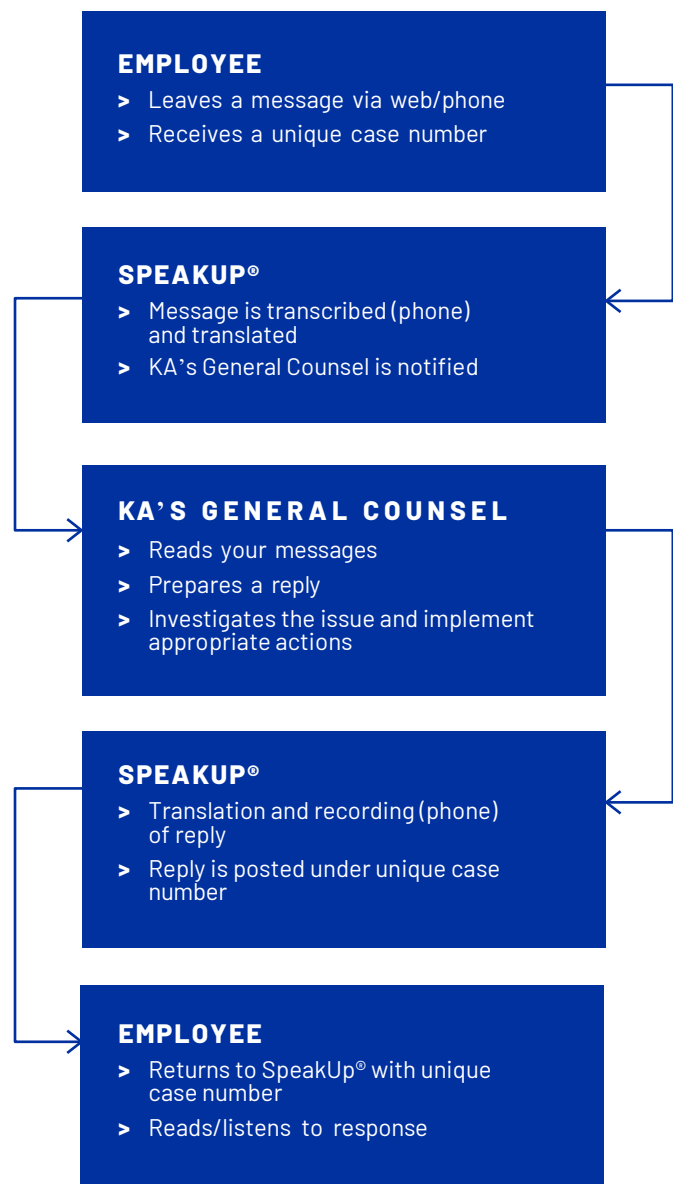 EMPLOYEE
> Leaves a message via web/phone
> Receives a unique case number
SPEAKUP®
> Message is transcribed (phone)
and translated
> KA’s General Counsel is notified
KA’S GENERAL COUNSEL
> Reads your messages
> Prepares a reply
> Investigates the issue and implement
appropriate actions
SPEAKUP®
> Translation and recording (phone)
of reply
> Reply is posted under unique case
number
EMPLOYEE
> Returns to SpeakUp® with unique
case number
> Reads/listens to response